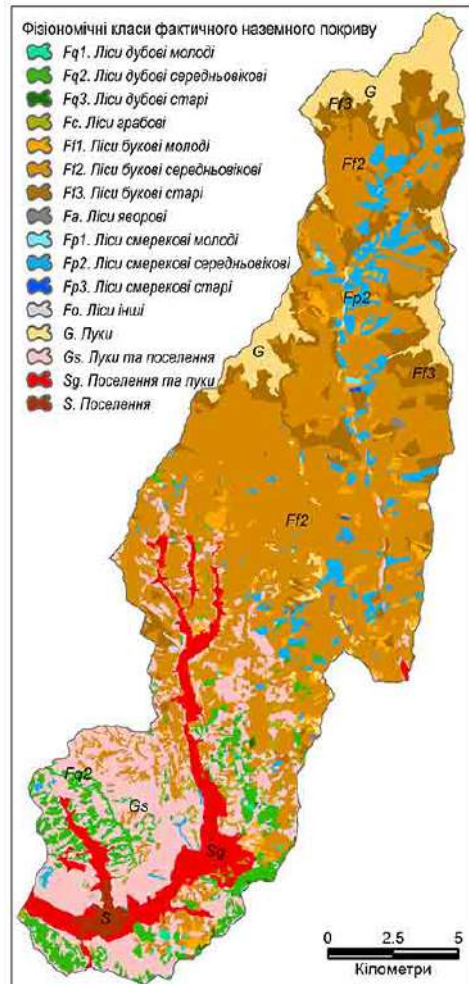 Фізіономічні класи фактичного наземного покриву
Fq1. Ліси дубові молоді
Fq2. Ліси дубові середньовікові
Fq3. Ліси дубові старі
Fc. Ліси грабові
Ff1. Ліси букові молоді
Ff2. Ліси букові середньовікові
Ff3. Ліси букові старі
Fa. Ліси яворові
Fp1. Ліси смерекові молоді
Fp2. Ліси смерекові середньовікові
Fp3. Ліси смерекові старі
Fo. Ліси інші
G. Луки
Gs. Луки та поселення
Sg. Поселення та луки
S. Поселення
G
Ff3
Ff2
Fp2
G
Ff3
Ff2
Fq2
Gs
Sg
S
0 2.5 5
Кілометри